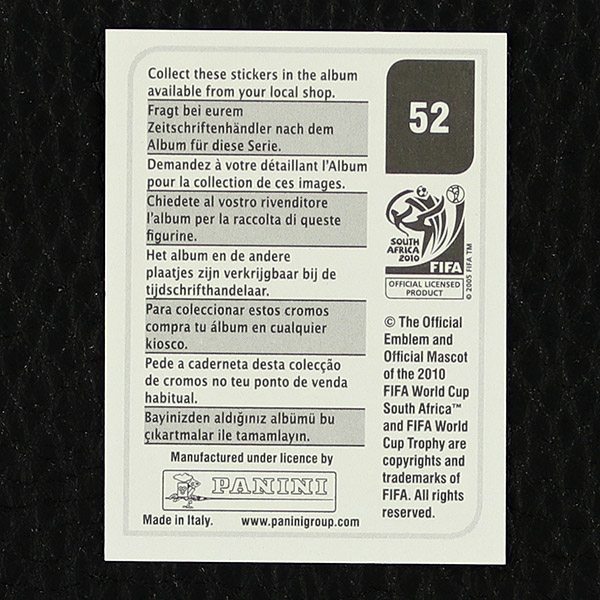 Collect these stickers in the album
available from your local shop.
Fragt bei eurem
Zeitschriftenhändler nach dem
Album für diese Serie.
Demandez à votre détaillant l'Album
pour la collection de ces images.
Chiedete al vostro rivenditore
l'album per la raccolta di queste
figurine.
Het album en de andere
plaatjes zijn verkrijgbaar bij de
tijdschrifthandelaar.
Para coleccionar estos cromos
compra tu álbum en cualquier
kiosco.
Pede a caderneta desta colecção
de cromos no teu ponto de venda
habitual.
Bayinizden aldığınız albümü bu
çıkartmalar ile tamamlayın.
Manufactured under licence by
PANINI
Made in Italy. www.paninigroup.com
52
SOUTH
AFRICA
2010
FIFA
© 2005 FIFA TM
OFFICIAL LICENSED
PRODUCT
© The Official
Emblem and
Official Mascot
of the 2010
FIFA World Cup
South Africa™
and FIFA World
Cup Trophy are
copyrights and
trademarks of
FIFA. All rights
reserved.